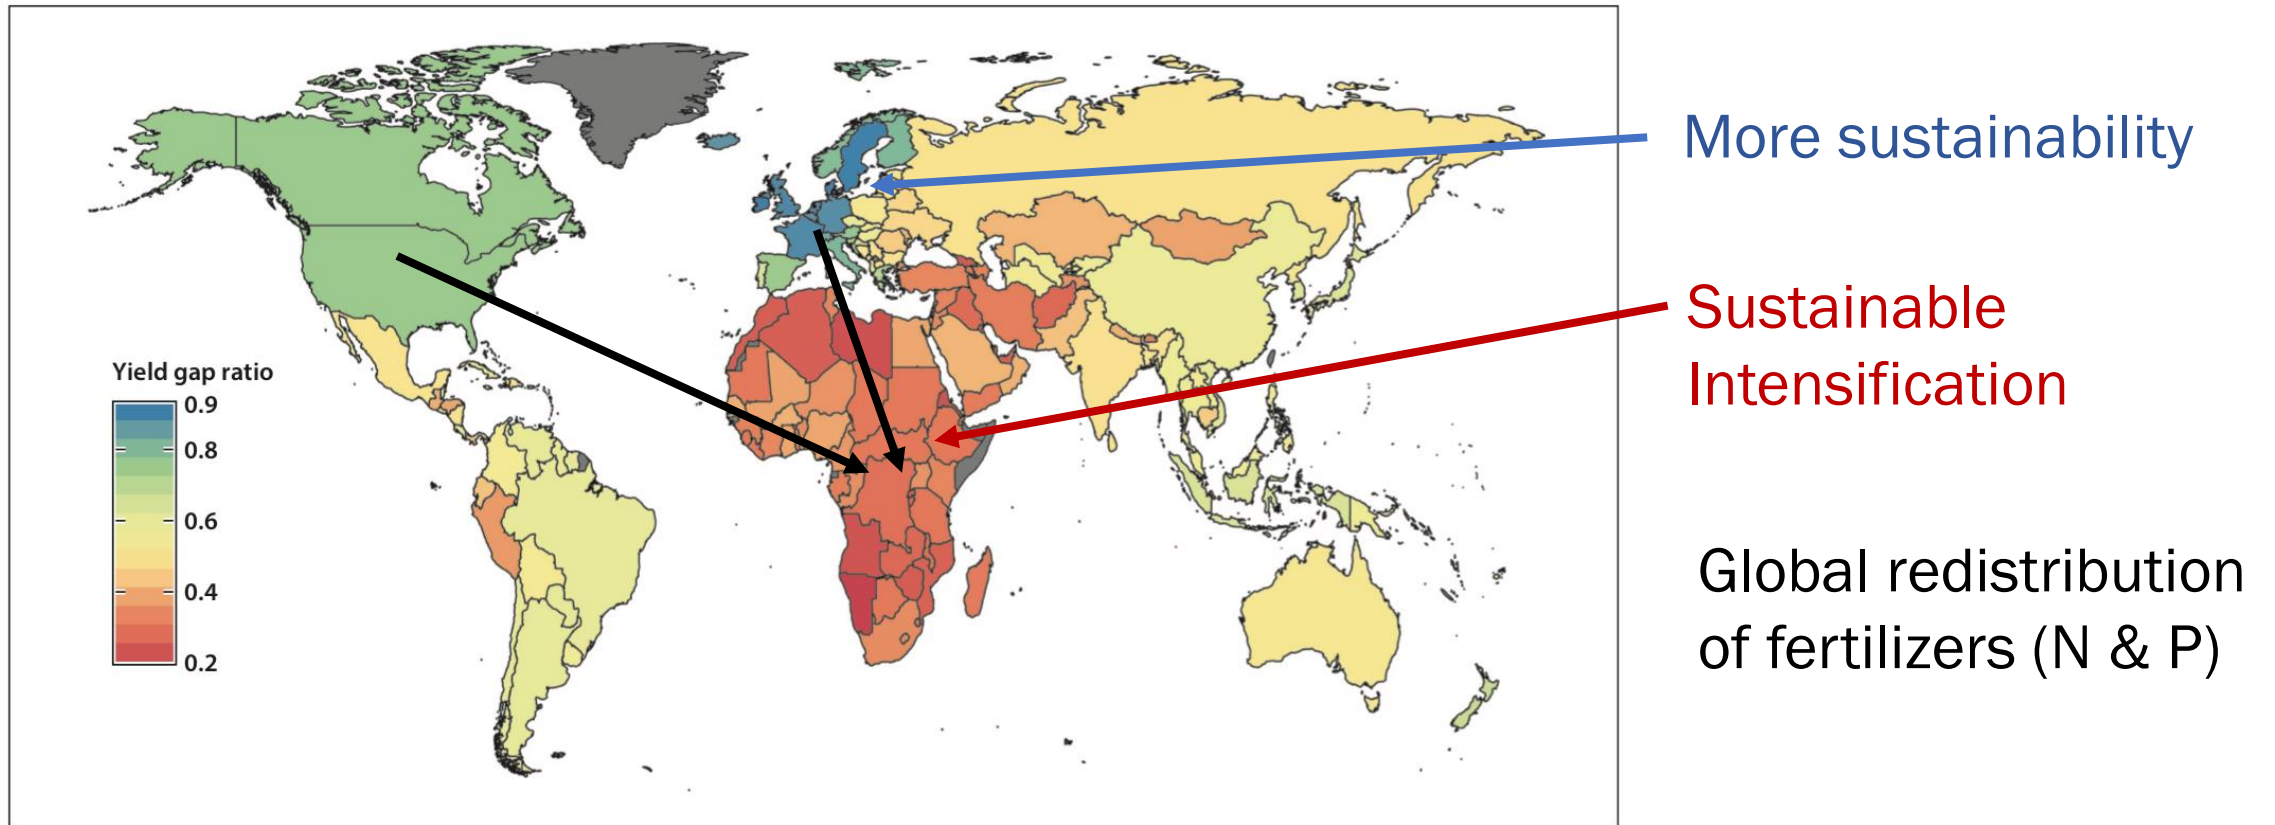 More sustainability
Sustainable
Intensification
Yield gap ratio
0.9
0.8
0.6
0.4
0.2
Global redistribution
of fertilizers (N & P)